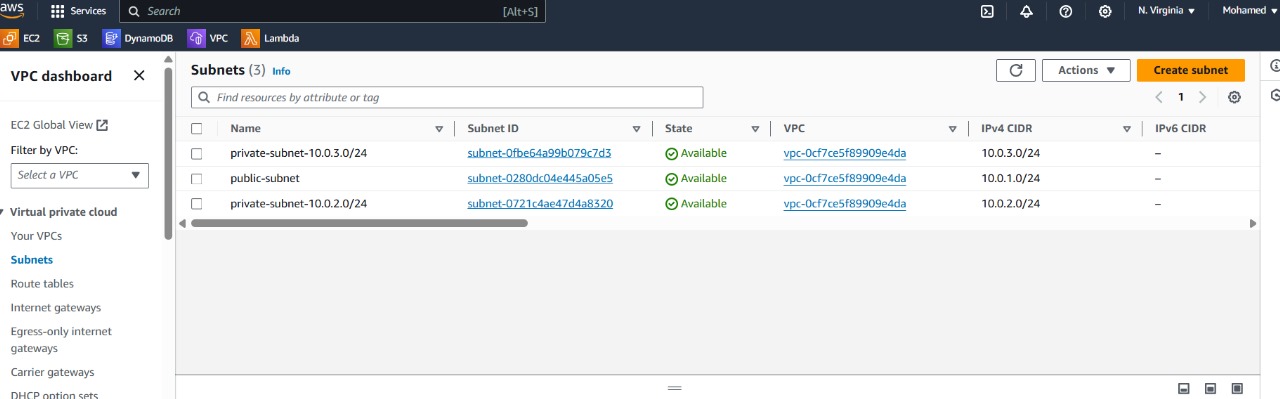 aws Services Search [Alt+S] N. Virginia Mohamed
EC2 S3 DynamoDB VPC Lambda
VPC dashboard
EC2 Global View
Filter by VPC:
Select a VPC
Virtual private cloud
Your VPCs
Subnets
Route tables
Internet gateways
Egress-only internet
gateways
Carrier gateways
DHCP option sets
Subnets (3) Info Actions Create subnet
Find resources by attribute or tag 1
Name Subnet ID State VPC IPv4 CIDR IPv6 CIDR
private-subnet-10.0.3.0/24 subnet-0fbe64a99b079c7d3 Available vpc-0cf7ce5f89909e4da 10.0.3.0/24 –
public-subnet subnet-0280dc04e445a05e5 Available vpc-0cf7ce5f89909e4da 10.0.1.0/24 –
private-subnet-10.0.2.0/24 subnet-0721c4ae47d4a8320 Available vpc-0cf7ce5f89909e4da 10.0.2.0/24 –